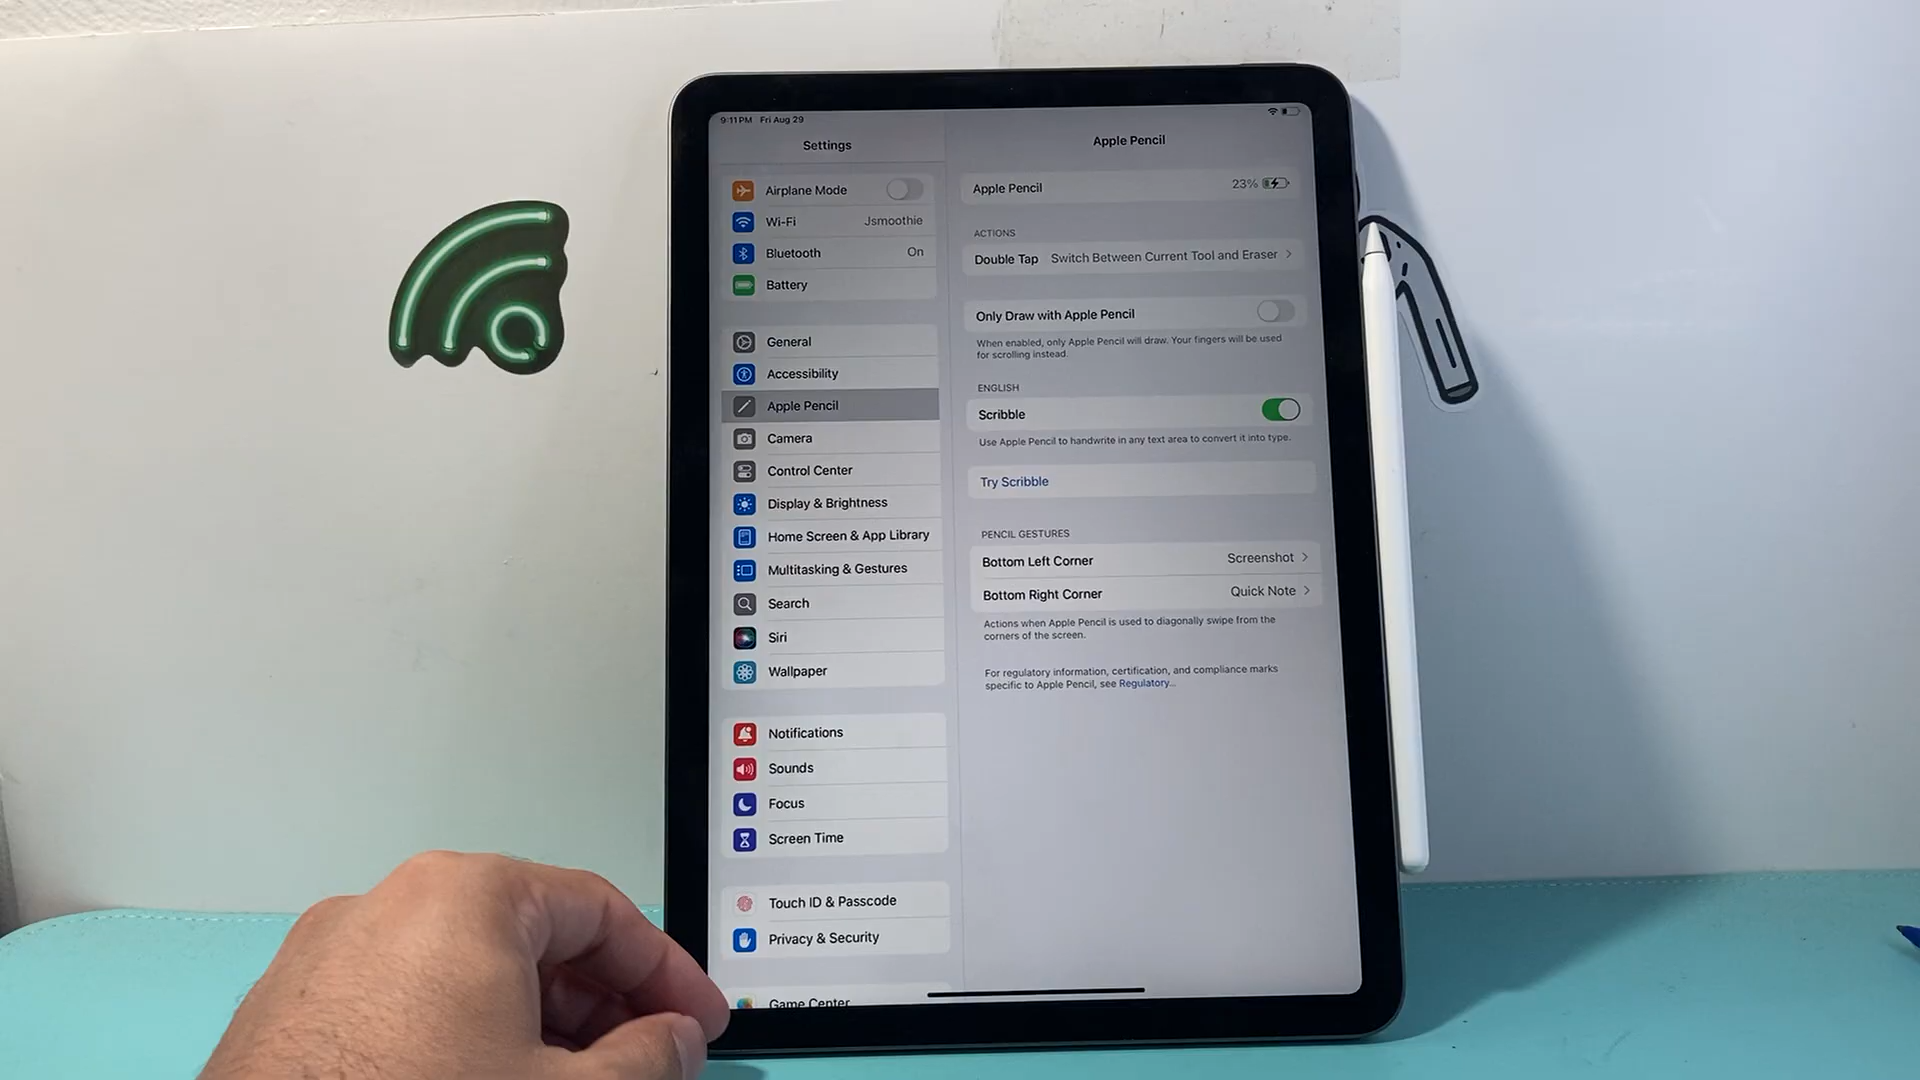 9:11 PM Fri Aug 29
Settings
Airplane Mode
Wi-Fi Jsmoothie
Bluetooth On
Battery
General
Accessibility
Apple Pencil
Camera
Control Center
Display & Brightness
Home Screen & App Library
Multitasking & Gestures
Search
Siri
Wallpaper
Notifications
Sounds
Focus
Screen Time
Touch ID & Passcode
Privacy & Security
Game Center
Apple Pencil
Apple Pencil 23%
ACTIONS
Double Tap Switch Between Current Tool and Eraser >
Only Draw with Apple Pencil
When enabled, only Apple Pencil will draw. Your fingers will be used
for scrolling instead.
ENGLISH
Scribble
Use Apple Pencil to handwrite in any text area to convert it into type.
Try Scribble
PENCIL GESTURES
Bottom Left Corner Screenshot >
Bottom Right Corner Quick Note >
Actions when Apple Pencil is used to diagonally swipe from the
corners of the screen.
For regulatory information, certification, and compliance marks
specific to Apple Pencil, see Regulatory...